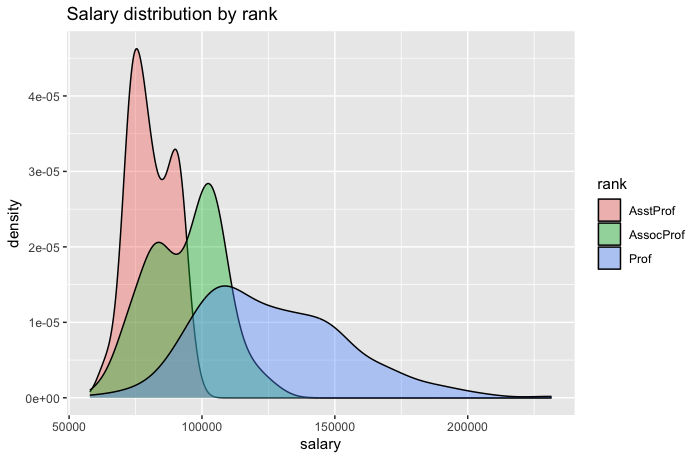 Salary distribution by rank
density
4e-05
3e-05
2e-05
1e-05
0e+00
50000 100000 150000 200000
salary
rank
AsstProf
AssocProf
Prof